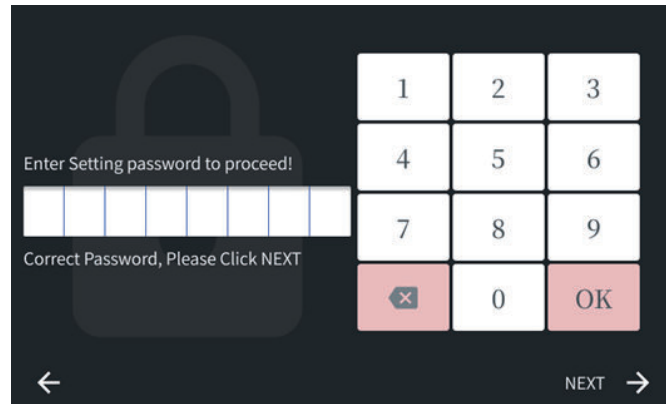 Enter Setting password to proceed!
Correct Password, Please Click NEXT
1 2 3
4 5 6
7 8 9
0 OK
NEXT